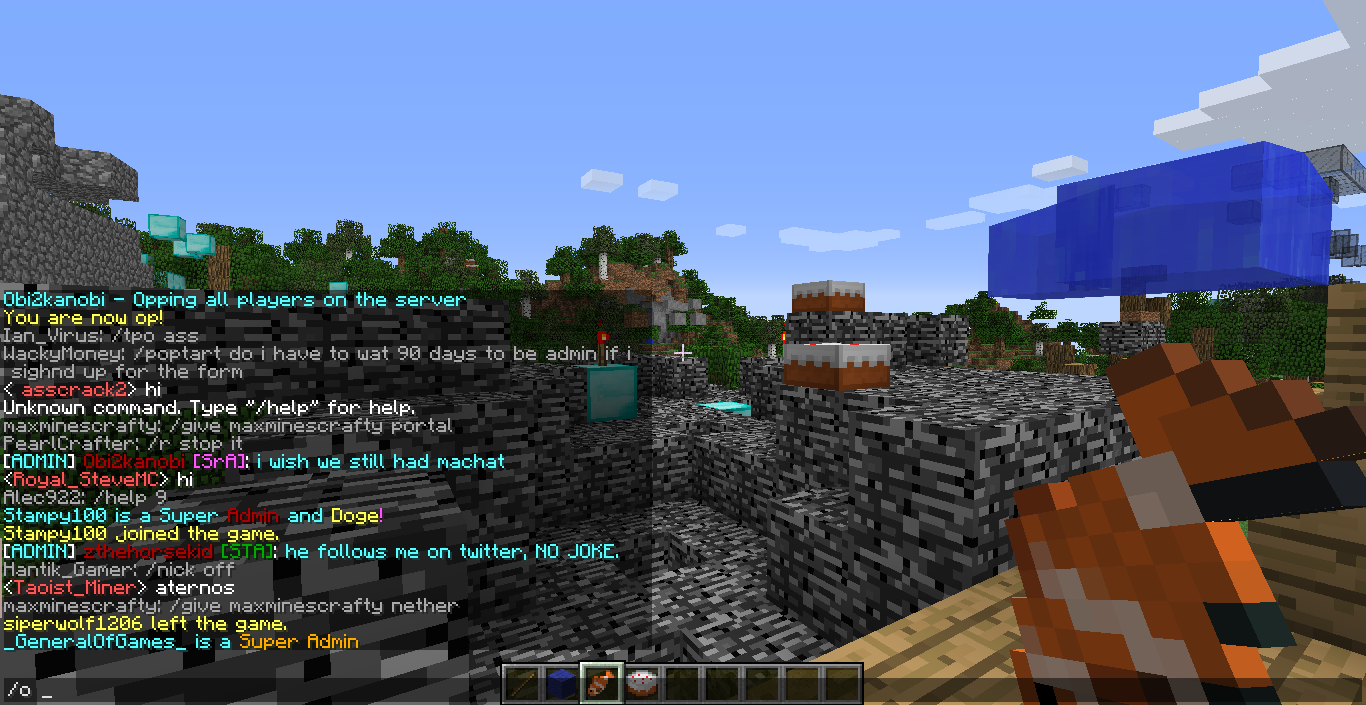 Obi2kanobi - Opping all players on the server
You are now op!
Ian_Virus: /tpo ass
WackyMoney: /poptart do i have to wat 90 days to be admin if i
sighnd up for the form
< asscrack2> hi
Unknown command. Type "/help" for help.
maxminescrafty: /give maxminescrafty portal
PearlCrafter: /r stop it
[ADMIN] Obi2kanobi [SrA]: i wish we still had machat
<Royal_SteveMC> hi
Alec922: /help 9
Stampy100 is a Super Admin and Doge!
Stampy100 joined the game.
[ADMIN] zthehorsekid [STA]: he follows me on twitter, NO JOKE.
Hantik_Gamer: /nick off
<Taoist_Miner> aternos
maxminescrafty: /give maxminescrafty nether
siperwolf1206 left the game.
_GeneralOfGames_ is a Super Admin
/o _